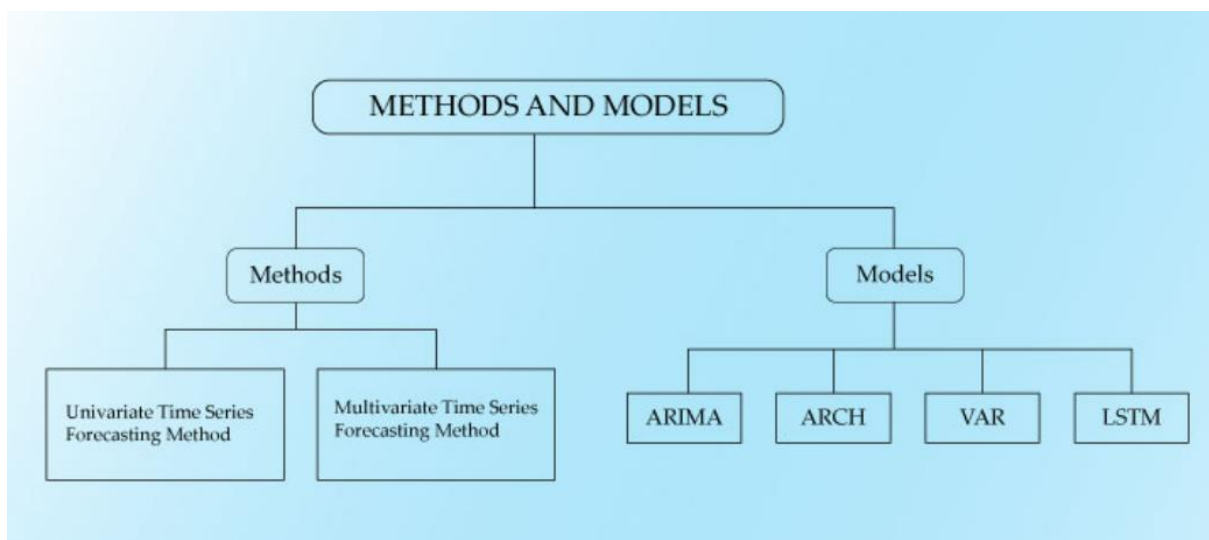 METHODS AND MODELS
Methods
Models
Univariate Time Series
Forecasting Method
Multivariate Time Series
Forecasting Method
ARIMA
ARCH
VAR
LSTM